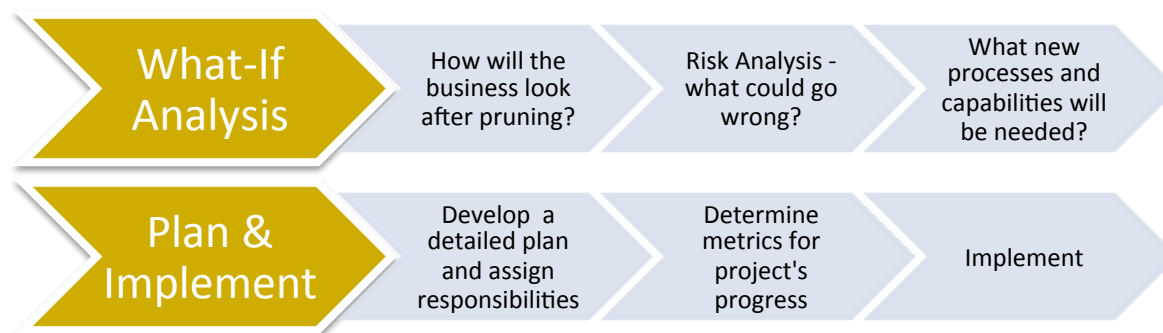 What-If
Analysis
How will the
business look
after pruning?
Risk Analysis -
what could go
wrong?
What new
processes and
capabilities will
be needed?
Plan &
Implement
Develop a
detailed plan
and assign
responsibilities
Determine
metrics for
project's
progress
Implement